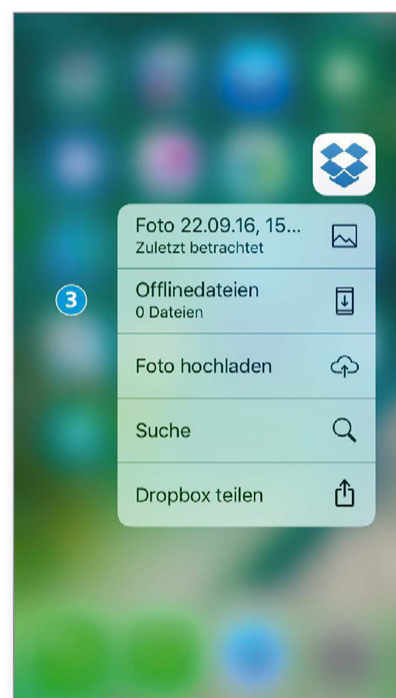 Foto 22.09.16, 15...
Zuletzt betrachtet
3
Offlinedateien
0 Dateien
Foto hochladen
Suche
Dropbox teilen